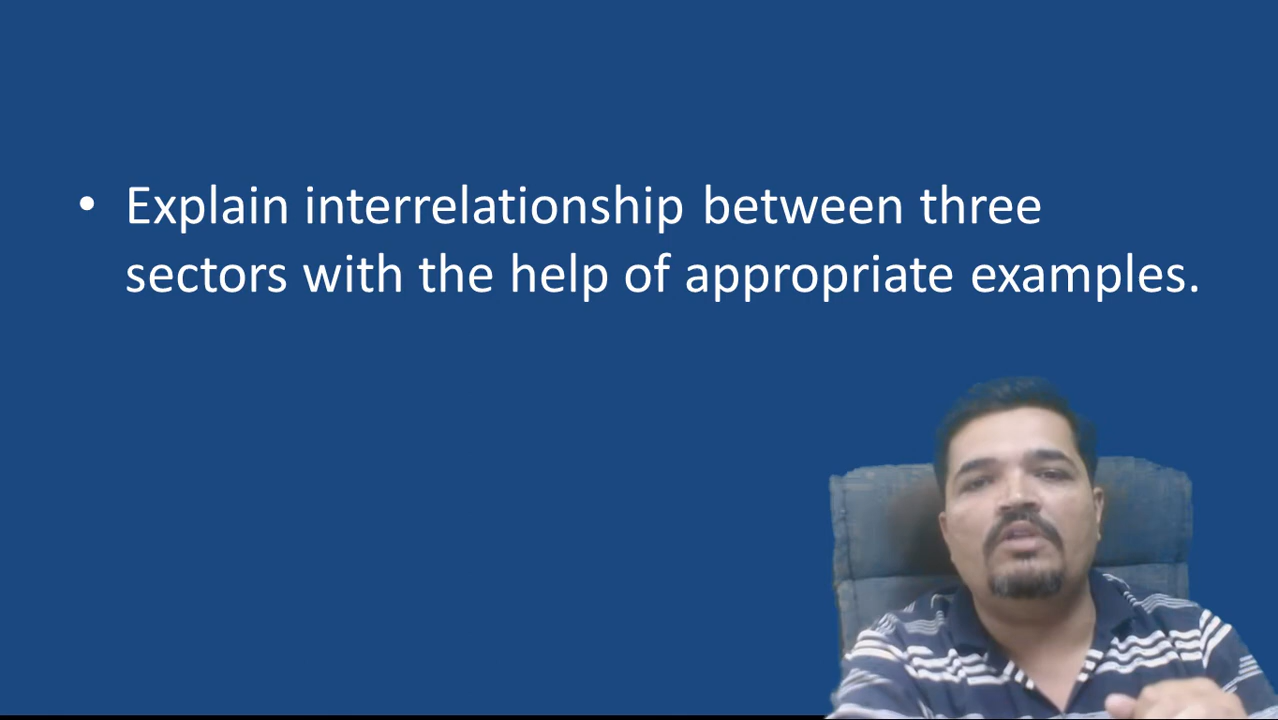 • Explain interrelationship between three
sectors with the help of appropriate examples.